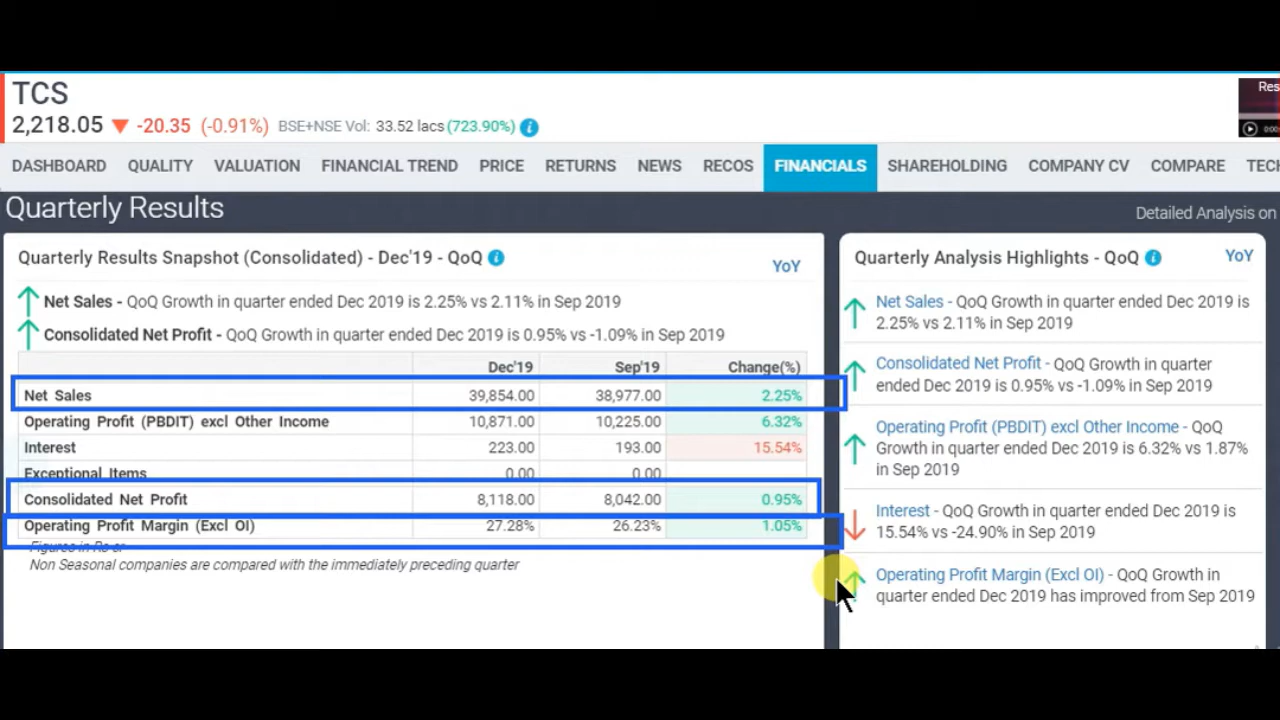 TCS
2,218.05 ▼ -20.35 (-0.91%) BSE+NSE Vol: 33.52 lacs (723.90%) i
Res
0:00
DASHBOARD QUALITY VALUATION FINANCIAL TREND PRICE RETURNS NEWS RECOS FINANCIALS SHAREHOLDING COMPANY CV COMPARE TECH
Quarterly Results
Detailed Analysis on
Quarterly Results Snapshot (Consolidated) - Dec'19 - QoQ i
YoY
Net Sales - QoQ Growth in quarter ended Dec 2019 is 2.25% vs 2.11% in Sep 2019
Consolidated Net Profit - QoQ Growth in quarter ended Dec 2019 is 0.95% vs -1.09% in Sep 2019
Dec'19 Sep'19 Change(%)
Net Sales 39,854.00 38,977.00 2.25%
Operating Profit (PBDIT) excl Other Income 10,871.00 10,225.00 6.32%
Interest 223.00 193.00 15.54%
Exceptional Items 0.00 0.00
Consolidated Net Profit 8,118.00 8,042.00 0.95%
Operating Profit Margin (Excl OI) 27.28% 26.23% 1.05%
Figures in Rs cr
Non Seasonal companies are compared with the immediately preceding quarter
Quarterly Analysis Highlights - QoQ i
YoY
Net Sales - QoQ Growth in quarter ended Dec 2019 is
2.25% vs 2.11% in Sep 2019
Consolidated Net Profit - QoQ Growth in quarter
ended Dec 2019 is 0.95% vs -1.09% in Sep 2019
Operating Profit (PBDIT) excl Other Income - QoQ
Growth in quarter ended Dec 2019 is 6.32% vs 1.87%
in Sep 2019
Interest - QoQ Growth in quarter ended Dec 2019 is
15.54% vs -24.90% in Sep 2019
Operating Profit Margin (Excl OI) - QoQ Growth in
quarter ended Dec 2019 has improved from Sep 2019